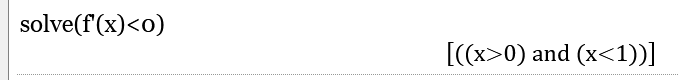 solve(f'(x)<0)
[((x>0) and (x<1))]